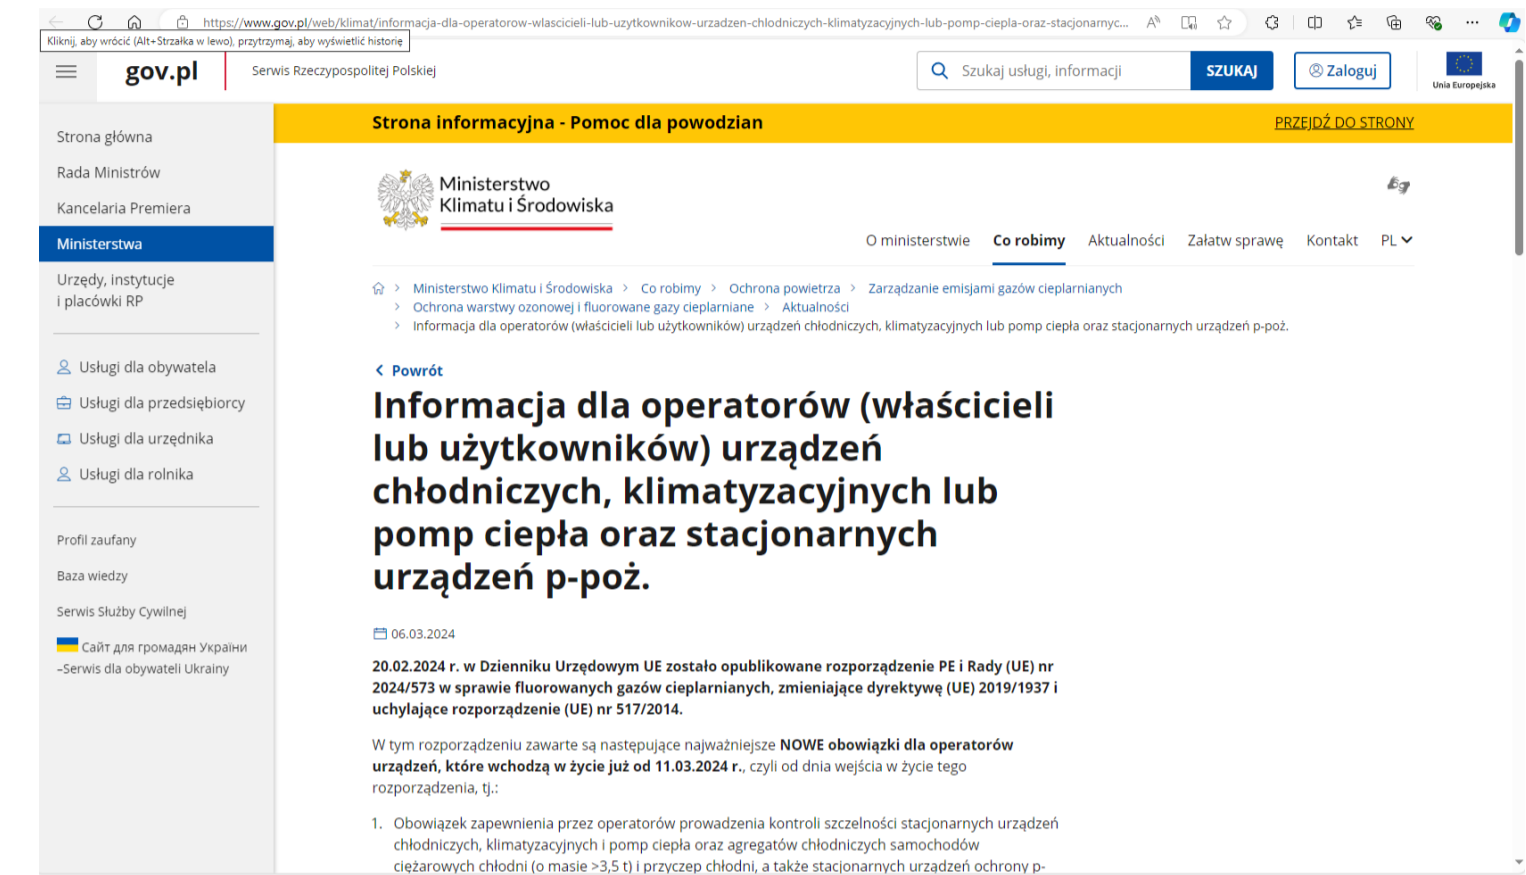 https://www.gov.pl/web/klimat/informacja-dla-operatorow-wlascicieli-lub-uzytkownikow-urzadzen-chlodniczych-klimatyzacyjnych-lub-pomp-ciepla-oraz-stacjonarnyc...
Kliknij, aby wrócić (Alt+Strzałka w lewo), przytrzymaj, aby wyświetlić historię
gov.pl
Serwis Rzeczypospolitej Polskiej
Szukaj usługi, informacji
SZUKAJ
Zaloguj
Unia Europejska
Strona główna
Rada Ministrów
Kancelaria Premiera
Ministerstwa
Urzędy, instytucje
i placówki RP
Usługi dla obywatela
Usługi dla przedsiębiorcy
Usługi dla urzędnika
Usługi dla rolnika
Profil zaufany
Baza wiedzy
Serwis Służby Cywilnej
Сайт для громадян України
–Serwis dla obywateli Ukrainy
Strona informacyjna - Pomoc dla powodzian
PRZEJDŹ DO STRONY
Ministerstwo
Klimatu i Środowiska
O ministerstwie Co robimy Aktualności Załatw sprawę Kontakt PL
> Ministerstwo Klimatu i Środowiska > Co robimy > Ochrona powietrza > Zarządzanie emisjami gazów cieplarnianych
> Ochrona warstwy ozonowej i fluorowane gazy cieplarniane > Aktualności
> Informacja dla operatorów (właścicieli lub użytkowników) urządzeń chłodniczych, klimatyzacyjnych lub pomp ciepła oraz stacjonarnych urządzeń p-poż.
Powrót
Informacja dla operatorów (właścicieli
lub użytkowników) urządzeń
chłodniczych, klimatyzacyjnych lub
pomp ciepła oraz stacjonarnych
urządzeń p-poż.
06.03.2024
20.02.2024 r. w Dzienniku Urzędowym UE zostało opublikowane rozporządzenie PE i Rady (UE) nr
2024/573 w sprawie fluorowanych gazów cieplarnianych, zmieniające dyrektywę (UE) 2019/1937 i
uchylające rozporządzenie (UE) nr 517/2014.
W tym rozporządzeniu zawarte są następujące najważniejsze NOWE obowiązki dla operatorów
urządzeń, które wchodzą w życie już od 11.03.2024 r., czyli od dnia wejścia w życie tego
rozporządzenia, tj.:
1. Obowiązek zapewnienia przez operatorów prowadzenia kontroli szczelności stacjonarnych urządzeń
chłodniczych, klimatyzacyjnych i pomp ciepła oraz agregatów chłodniczych samochodów
ciężarowych chłodni (o masie >3,5 t) i przyczep chłodni, a także stacjonarnych urządzeń ochrony p-